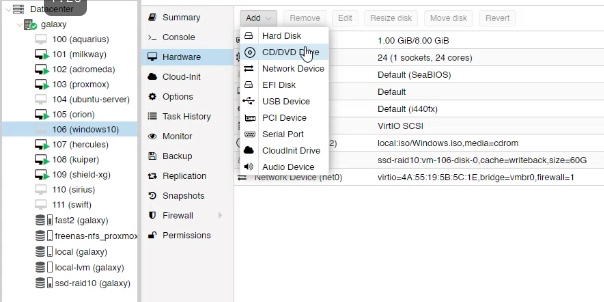 Datacenter
galaxy
100 (aquarius)
101 (milkway)
102 (adromeda)
103 (proxmox)
104 (ubuntu-server)
105 (orion)
106 (windows10)
107 (hercules)
108 (kuiper)
109 (shield-xg)
110 (sirius)
111 (swift)
fast2 (galaxy)
freenas-nfs_proxmox
local (galaxy)
local-lvm (galaxy)
ssd-raid10 (galaxy)
Summary
Console
Hardware
Cloud-Init
Options
Task History
Monitor
Backup
Replication
Snapshots
Firewall
Permissions
Add Remove Edit Resize disk Move disk Revert
Hard Disk
CD/DVD Drive
Network Device
EFI Disk
USB Device
PCI Device
Serial Port
CloudInit Drive
Audio Device
1.00 GiB/8.00 GiB
24 (1 sockets, 24 cores)
Default (SeaBIOS)
Default
Default (i440fx)
VirtIO SCSI
2) local:iso/Windows.iso,media=cdrom
ssd-raid10:vm-106-disk-0,cache=writeback,size=60G
Network Device (net0) virtio=4A:55:19:5B:5C:1E,bridge=vmbr0,firewall=1